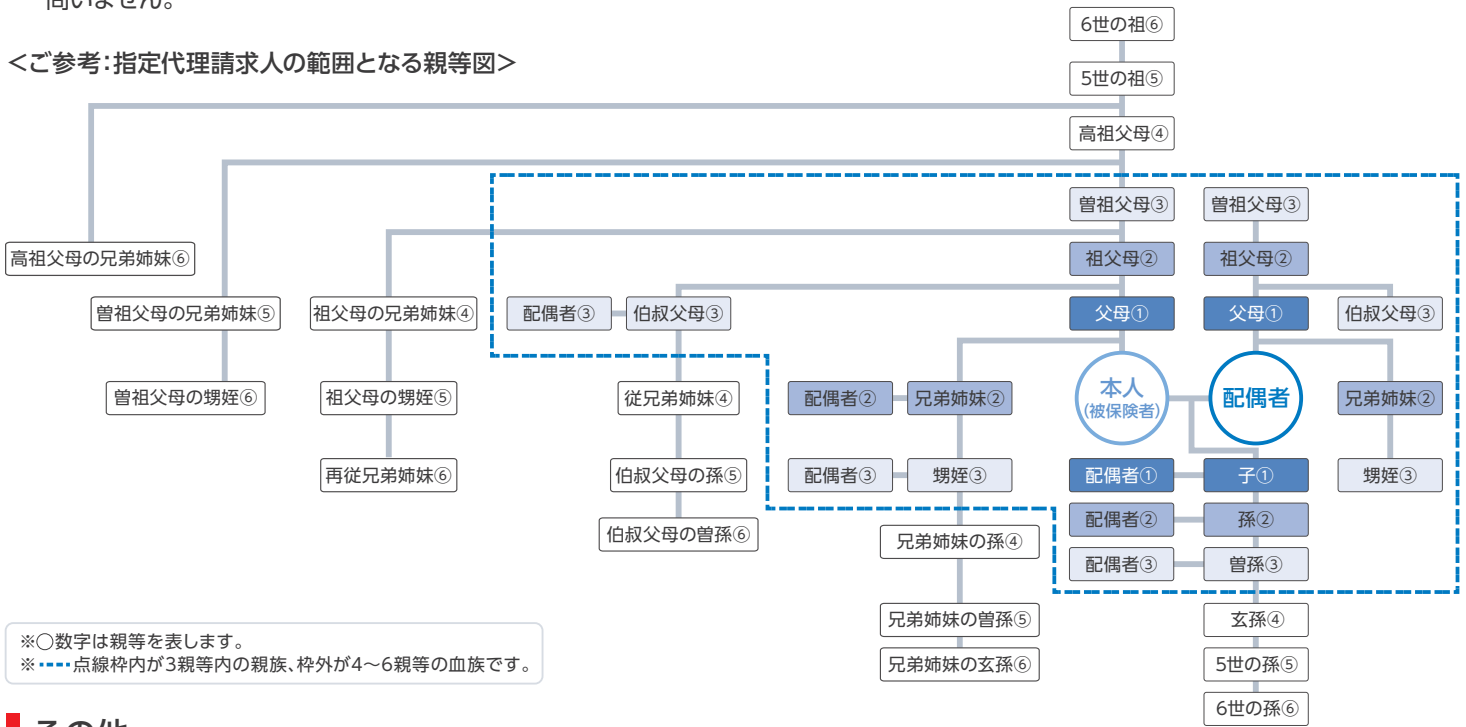 問いません。
6世の祖⑥
<ご参考:指定代理請求人の範囲となる親等図>
5世の祖⑤
高祖父母④
曽祖父母③
曽祖父母③
高祖父母の兄弟姉妹⑥
祖父母②
祖父母②
曽祖父母の兄弟姉妹⑤
祖父母の兄弟姉妹④
配偶者③
伯叔父母③
父母①
父母①
伯叔父母③
曽祖父母の甥姪⑥
祖父母の甥姪⑤
従兄弟姉妹④
配偶者②
兄弟姉妹②
本人
(被保険者)
配偶者
兄弟姉妹②
再従兄弟姉妹⑥
伯叔父母の孫⑤
配偶者③
甥姪③
配偶者①
子①
甥姪③
配偶者②
孫②
伯叔父母の曽孫⑥
兄弟姉妹の孫④
配偶者③
曽孫③
兄弟姉妹の曽孫⑤
玄孫④
兄弟姉妹の玄孫⑥
5世の孫⑤
6世の孫⑥
※○数字は親等を表します。
※点線枠内が3親等内の親族、枠外が4~6親等の血族です。
その他